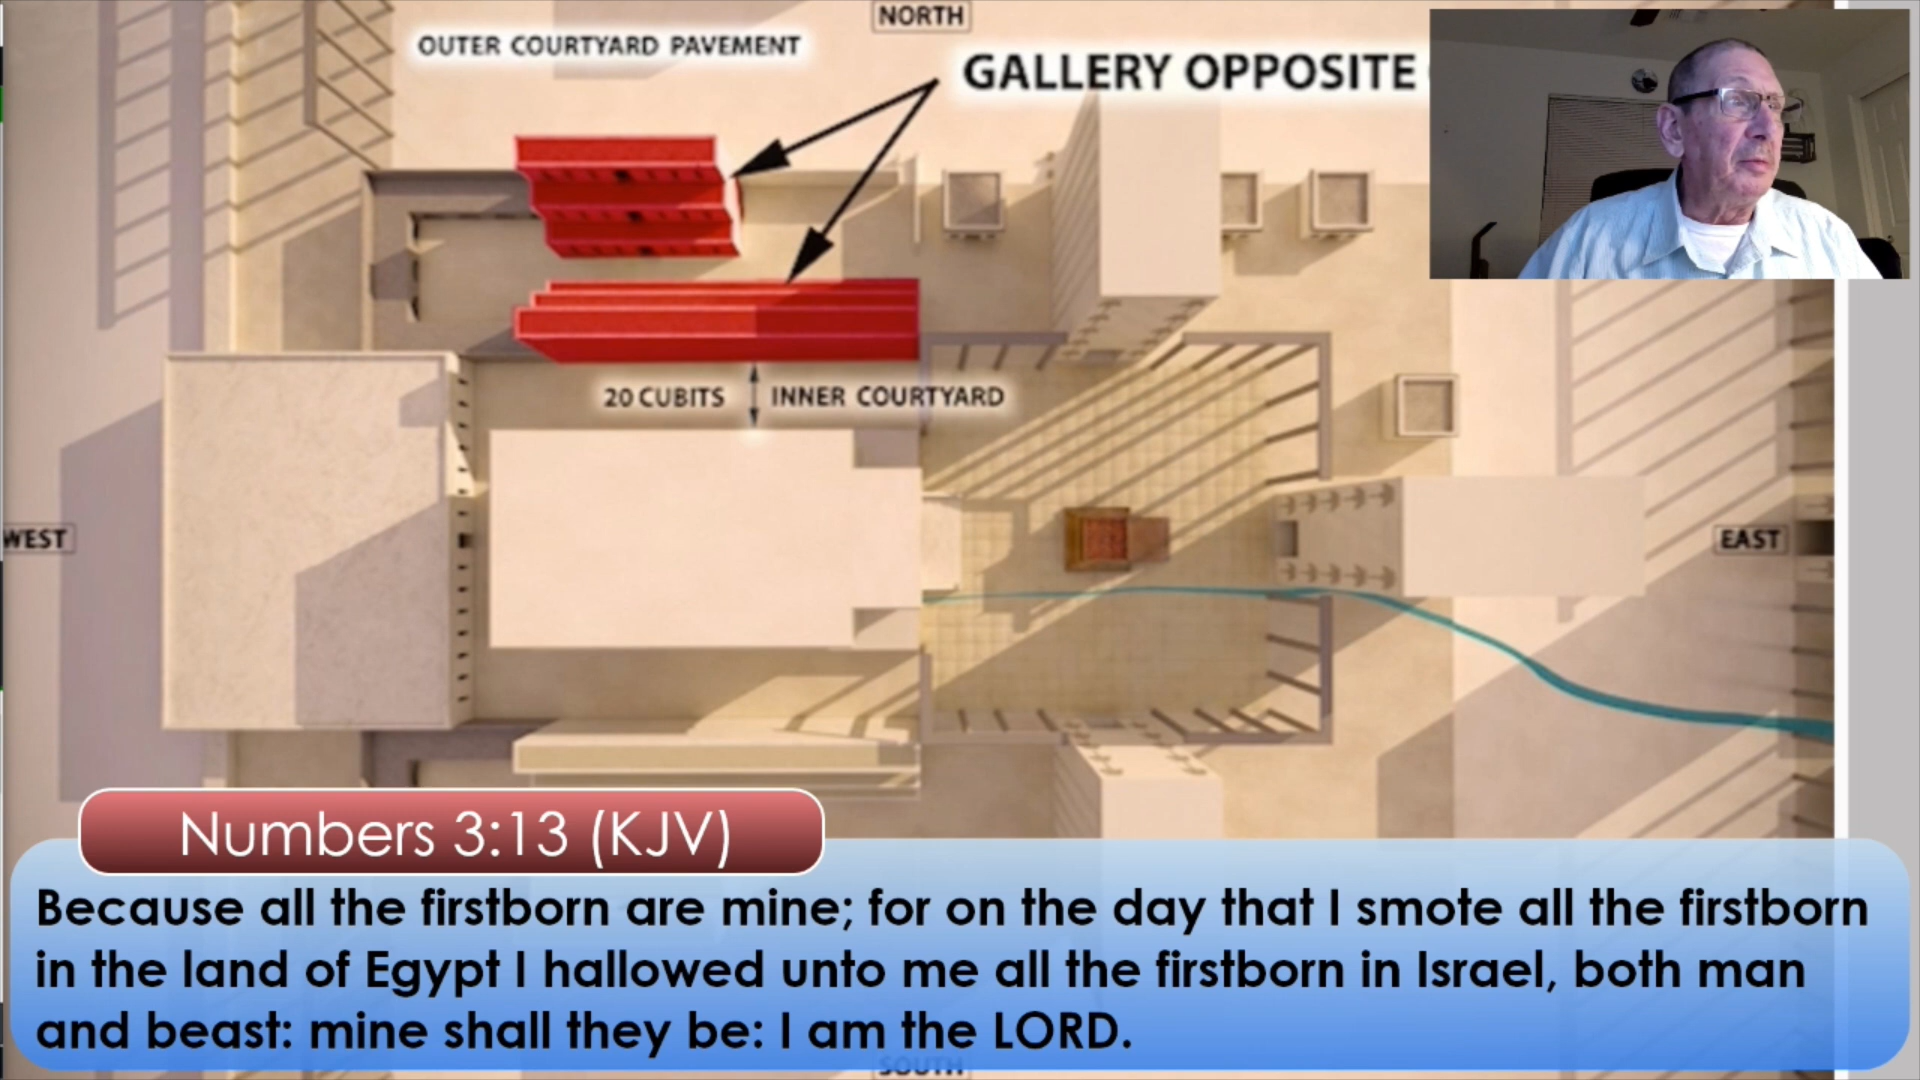 NORTH
OUTER COURTYARD PAVEMENT
GALLERY OPPOSITE
20 CUBITS
INNER COURTYARD
WEST
EAST
Numbers 3:13 (KJV)
Because all the firstborn are mine; for on the day that I smote all the firstborn
in the land of Egypt I hallowed unto me all the firstborn in Israel, both man
and beast: mine shall they be: I am the LORD.
SOUTH